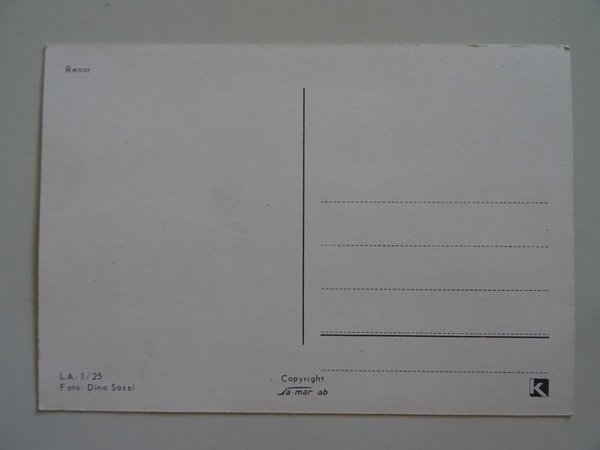 Renar
L.A. 1/25
Foto: Dino Sassi
Copyright
Sa-mar ab
K